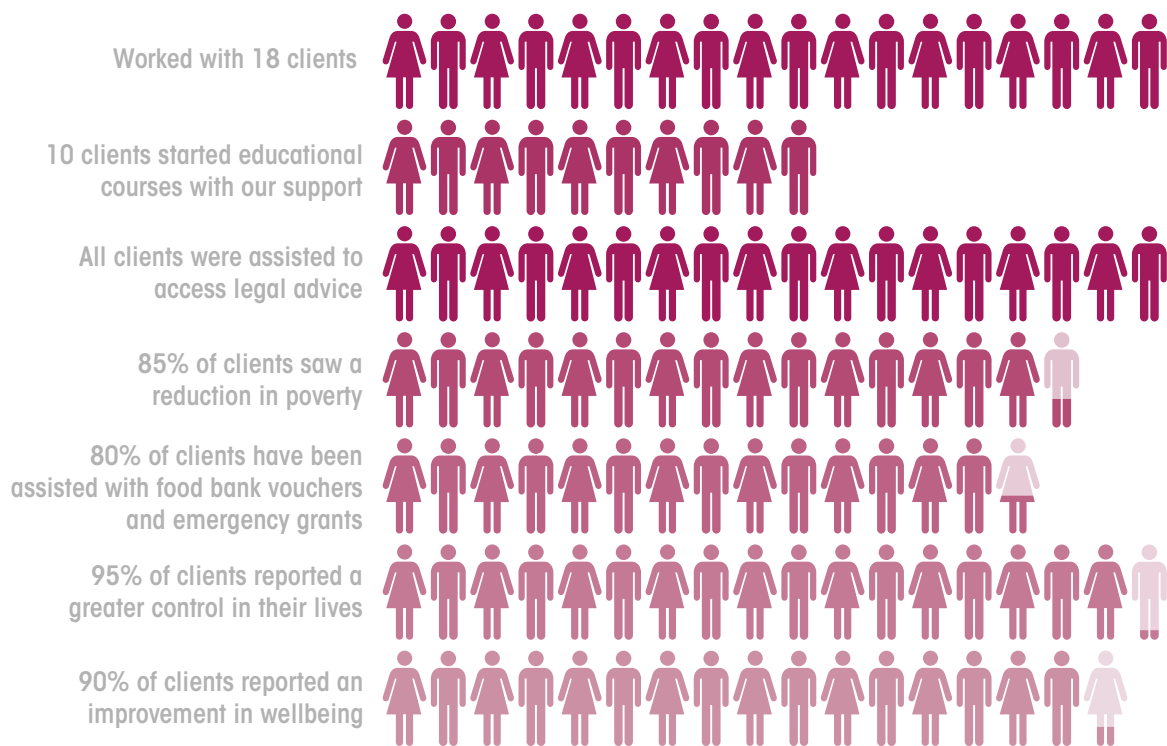 Worked with 18 clients
10 clients started educational
courses with our support
All clients were assisted to
access legal advice
85% of clients saw a
reduction in poverty
80% of clients have been
assisted with food bank vouchers
and emergency grants
95% of clients reported a
greater control in their lives
90% of clients reported an
improvement in wellbeing